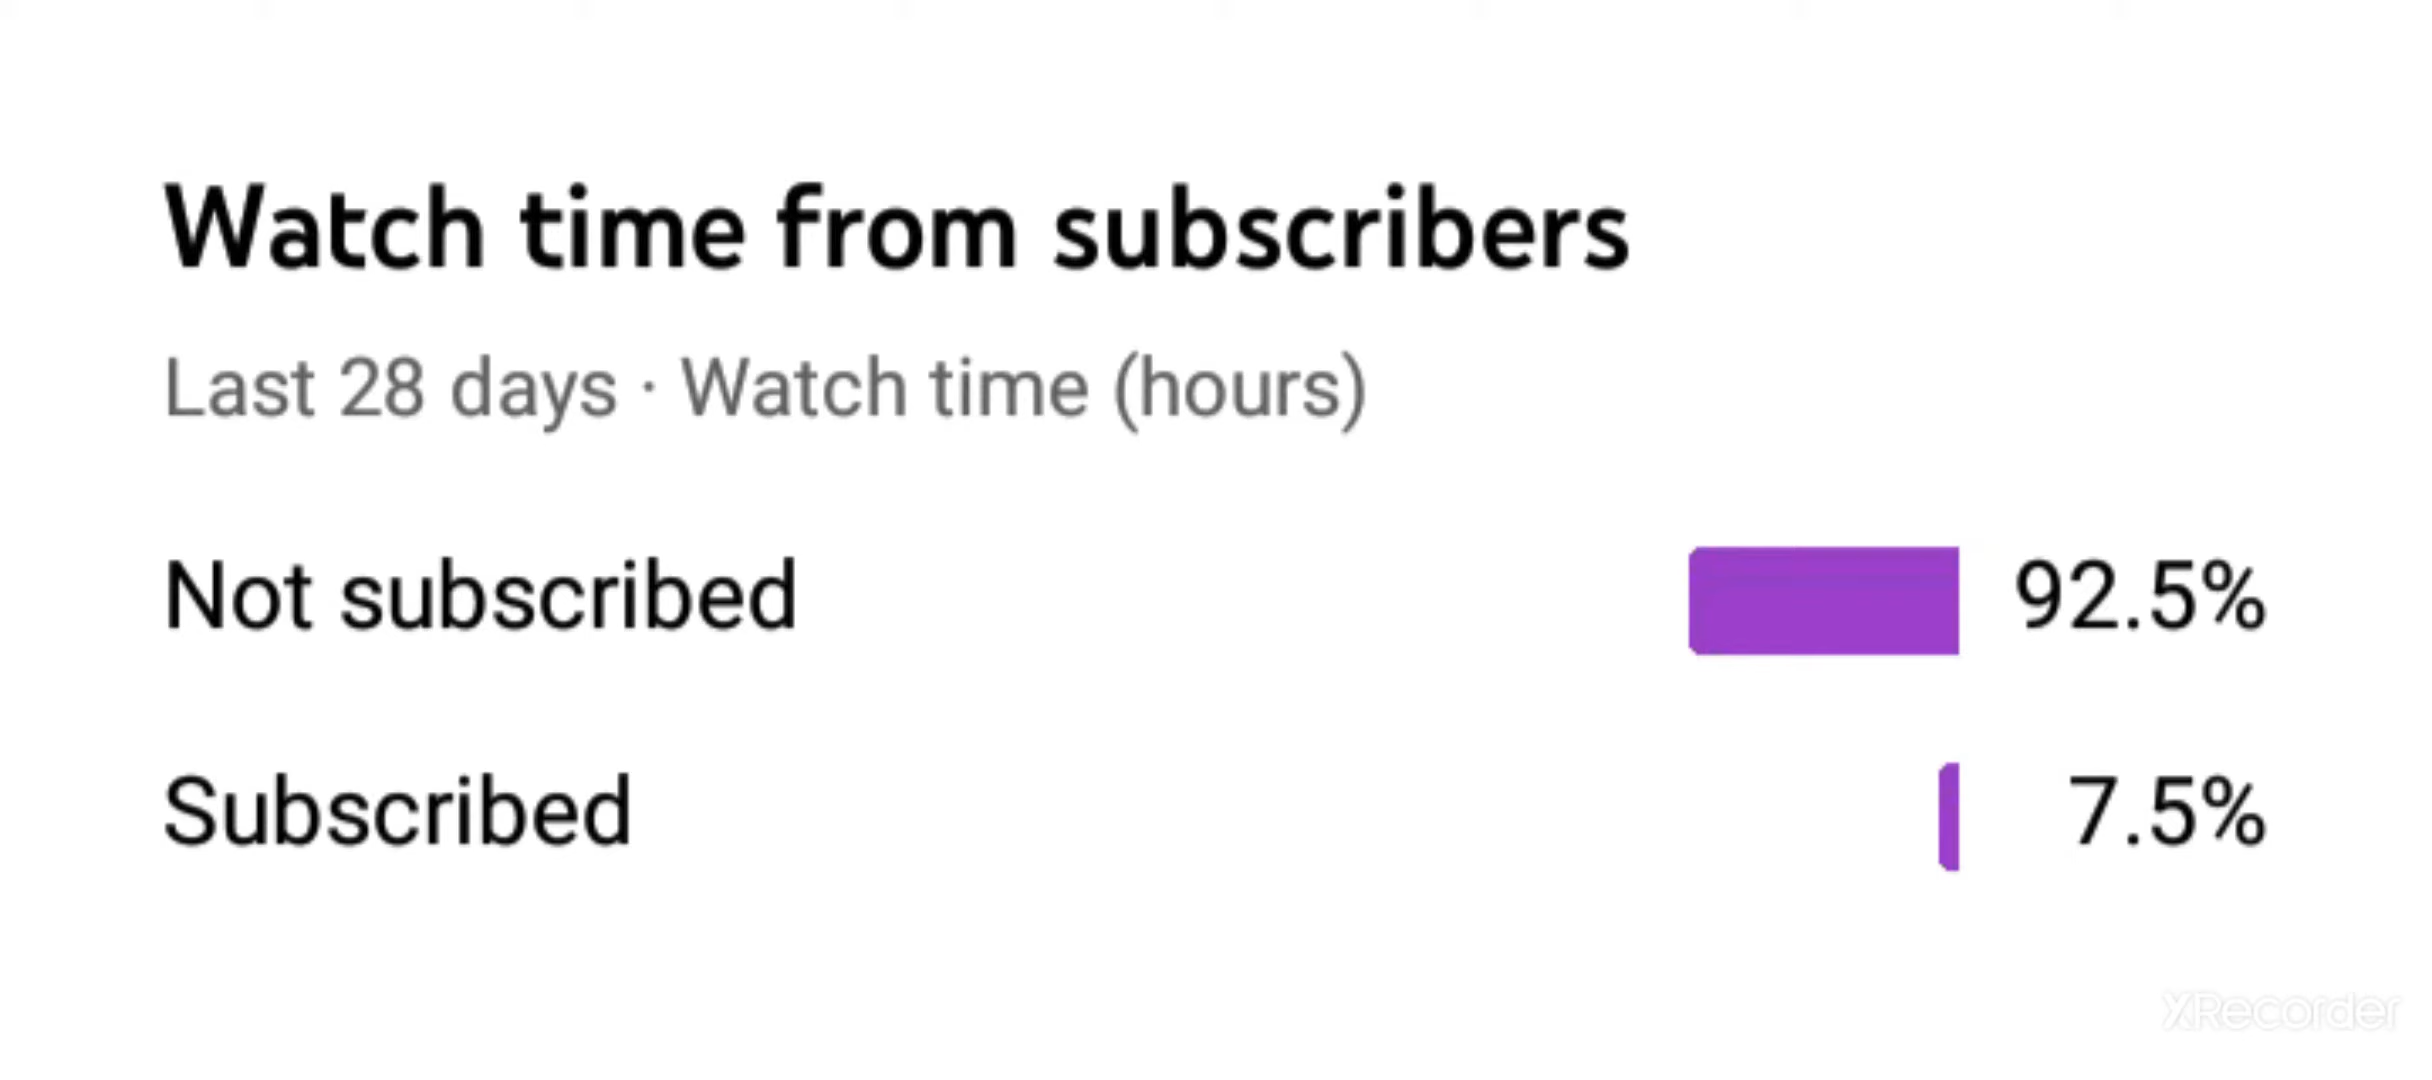 Watch time from subscribers
Last 28 days · Watch time (hours)
Not subscribed 92.5%
Subscribed 7.5%
XRecorder